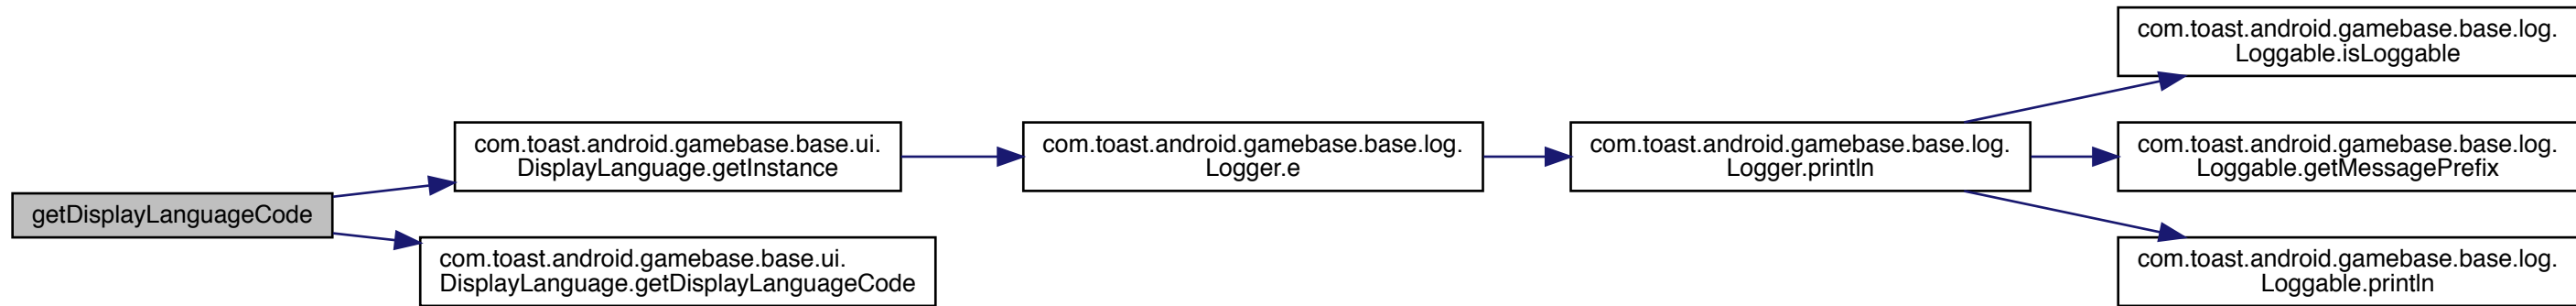 getDisplayLanguageCode
com.toast.android.gamebase.base.ui.
DisplayLanguage.getInstance
com.toast.android.gamebase.base.ui.
DisplayLanguage.getDisplayLanguageCode
com.toast.android.gamebase.base.log.
Logger.e
com.toast.android.gamebase.base.log.
Logger.println
com.toast.android.gamebase.base.log.
Loggable.isLoggable
com.toast.android.gamebase.base.log.
Loggable.getMessagePrefix
com.toast.android.gamebase.base.log.
Loggable.println